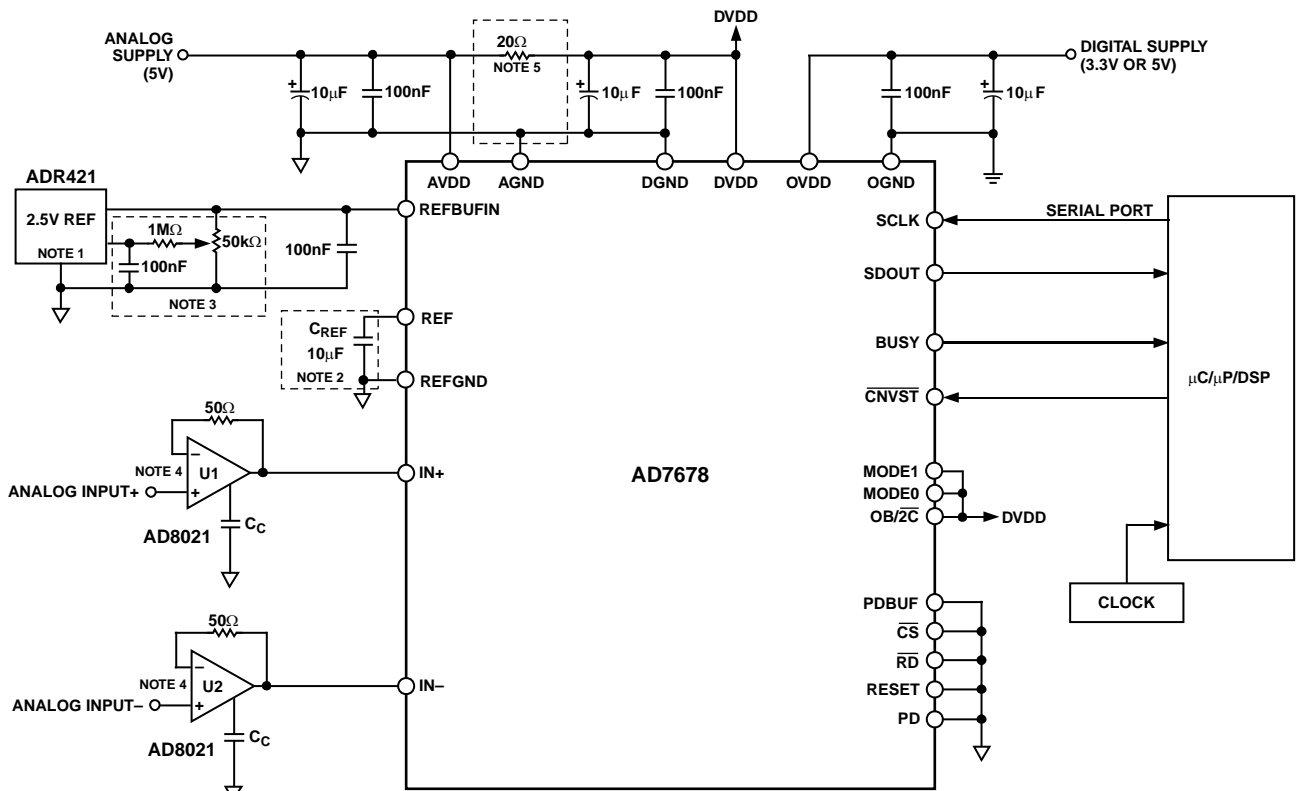 DVDD
ANALOG
SUPPLY
(5V)
20Ω
NOTE 5
DIGITAL SUPPLY
(3.3V OR 5V)
+
10μF
100nF
+
10μF
100nF
100nF
+
10μF
ADR421
AVDD
AGND
DGND
DVDD
OVDD
OGND
2.5V REF
NOTE 1
REFBUFIN
SCLK
SERIAL PORT
1MΩ
50kΩ
100nF
100nF
NOTE 3
SDOUT
CREF
10μF
NOTE 2
REF
REFGND
BUSY
CNVST
μC/μP/DSP
50Ω
–
U1
+
NOTE 4
ANALOG INPUT+
IN+
AD7678
MODE1
MODE0
OB/2C
DVDD
CC
AD8021
CLOCK
PDBUF
CS
RD
RESET
PD
50Ω
–
U2
+
NOTE 4
ANALOG INPUT–
IN–
CC
AD8021